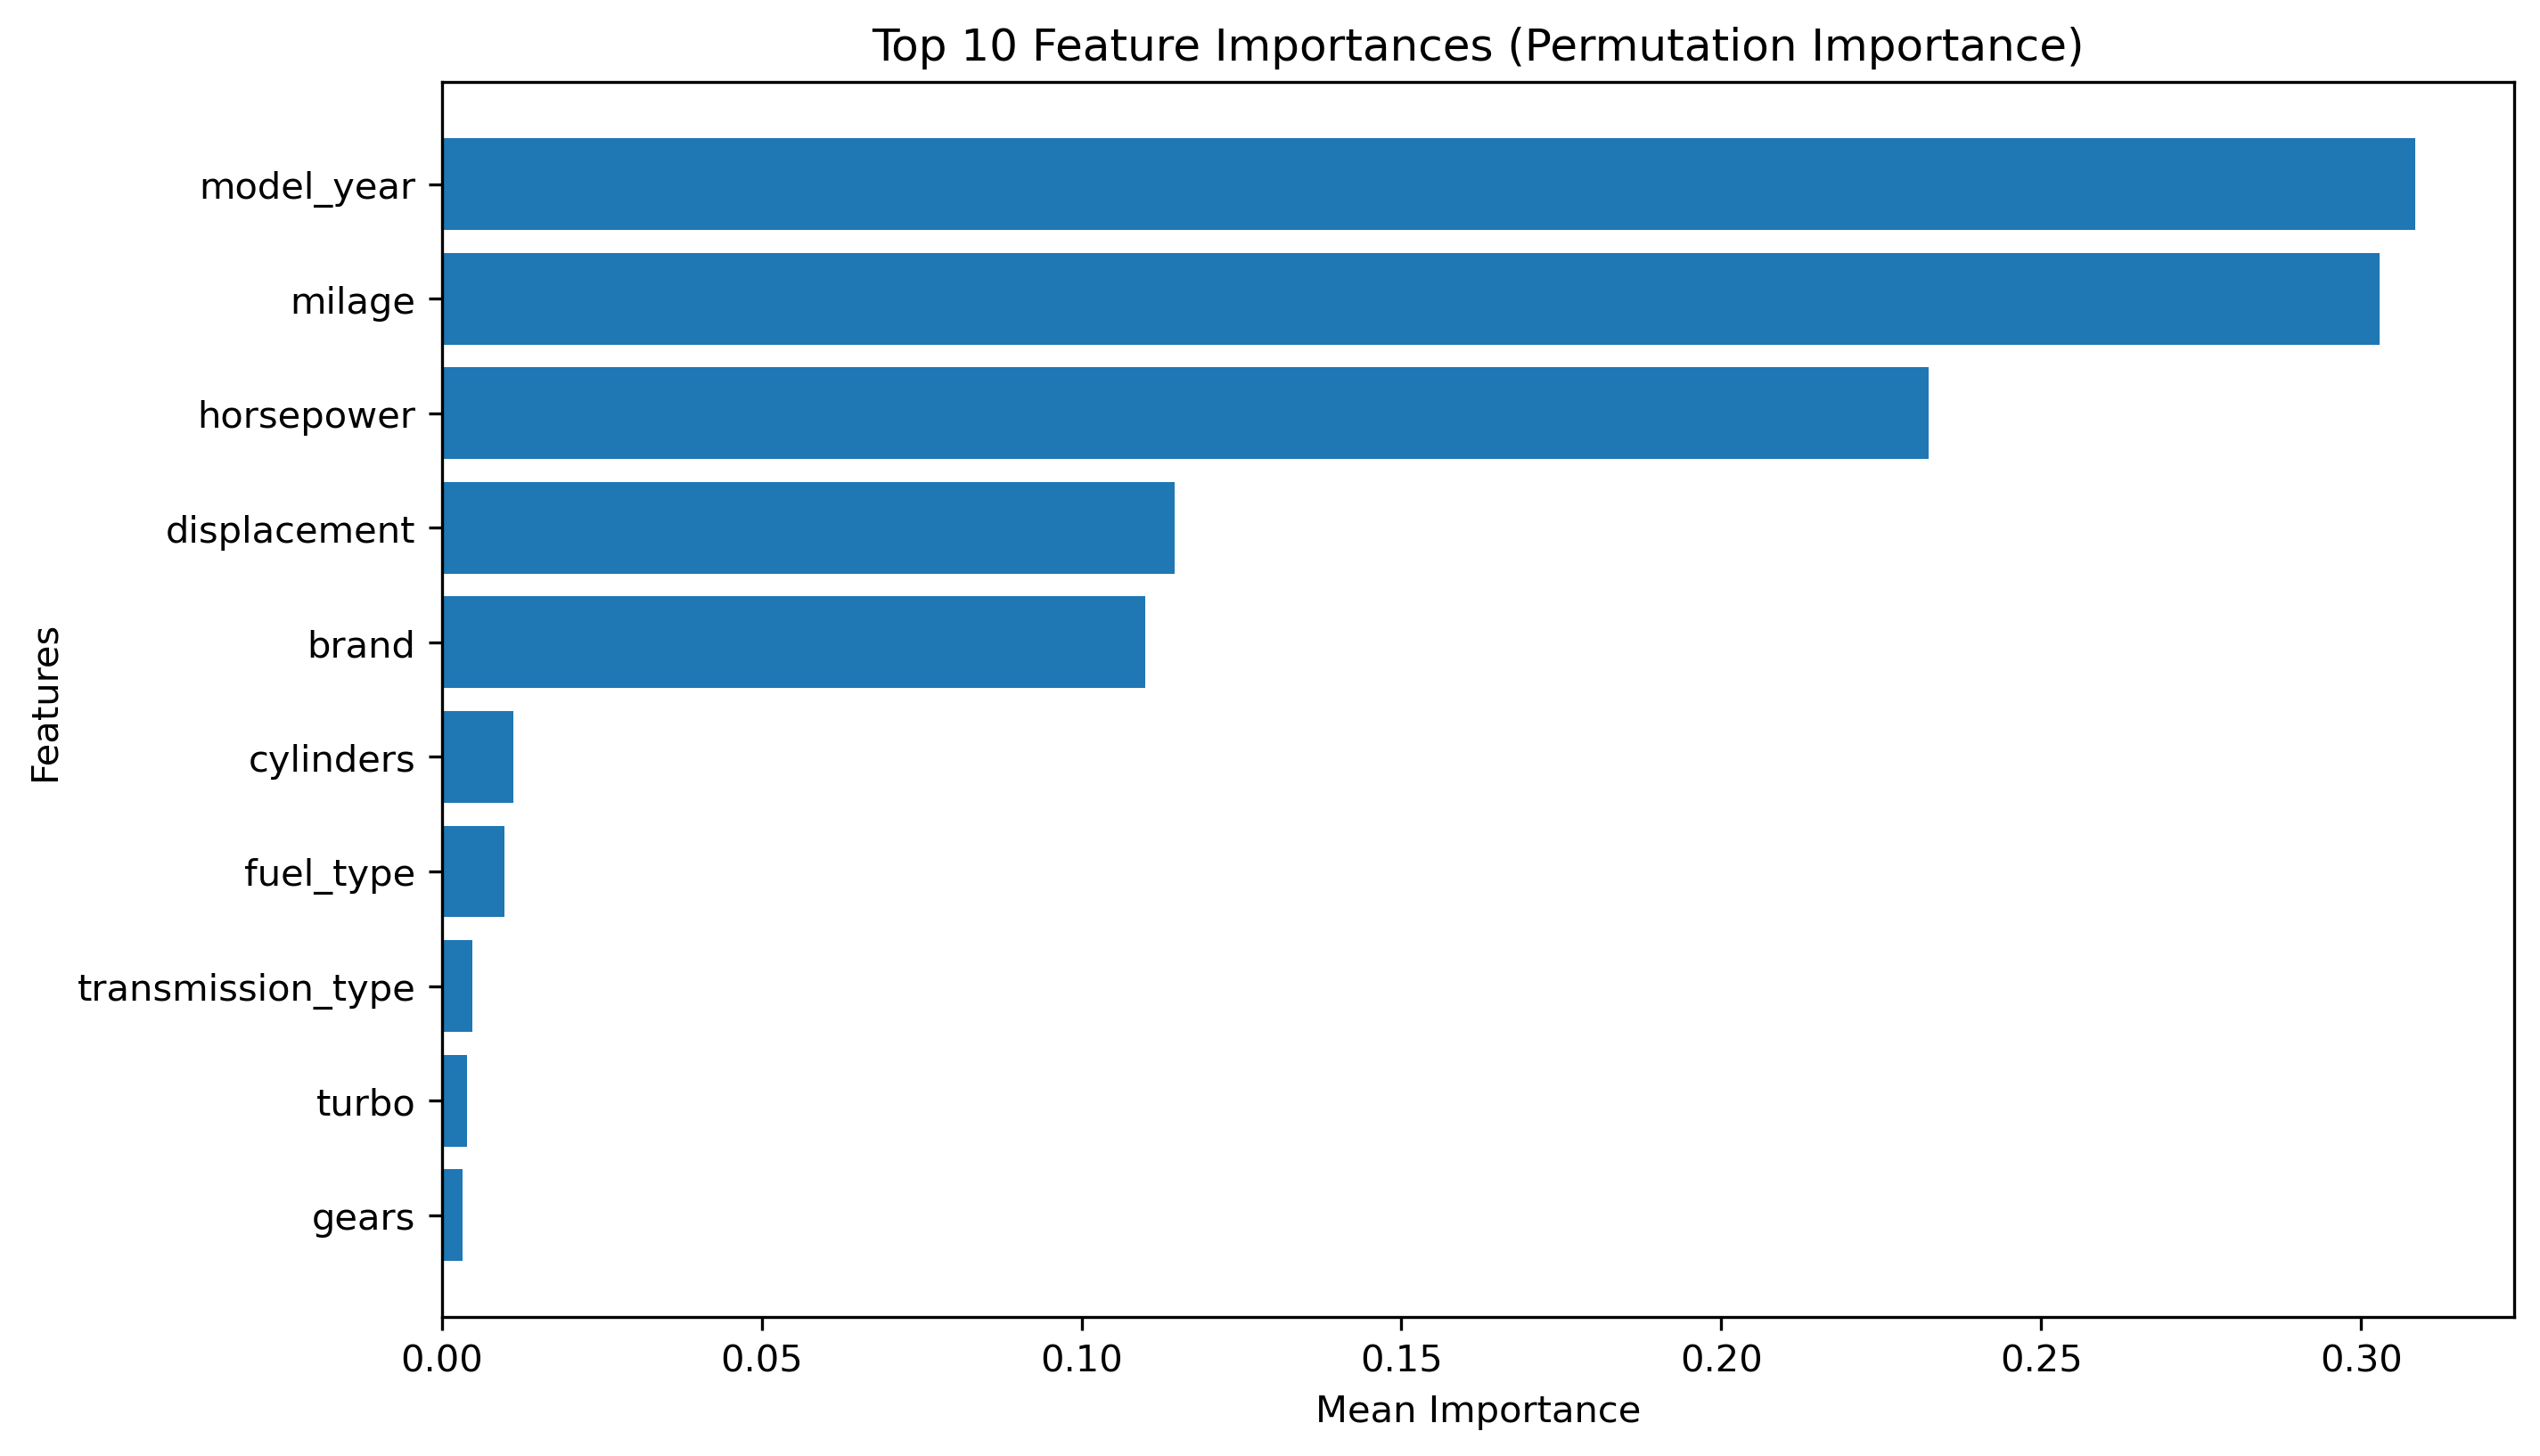 Top 10 Feature Importances (Permutation Importance)
model_year
milage
horsepower
displacement
brand
cylinders
fuel_type
transmission_type
turbo
gears
Features
0.00 0.05 0.10 0.15 0.20 0.25 0.30
Mean Importance